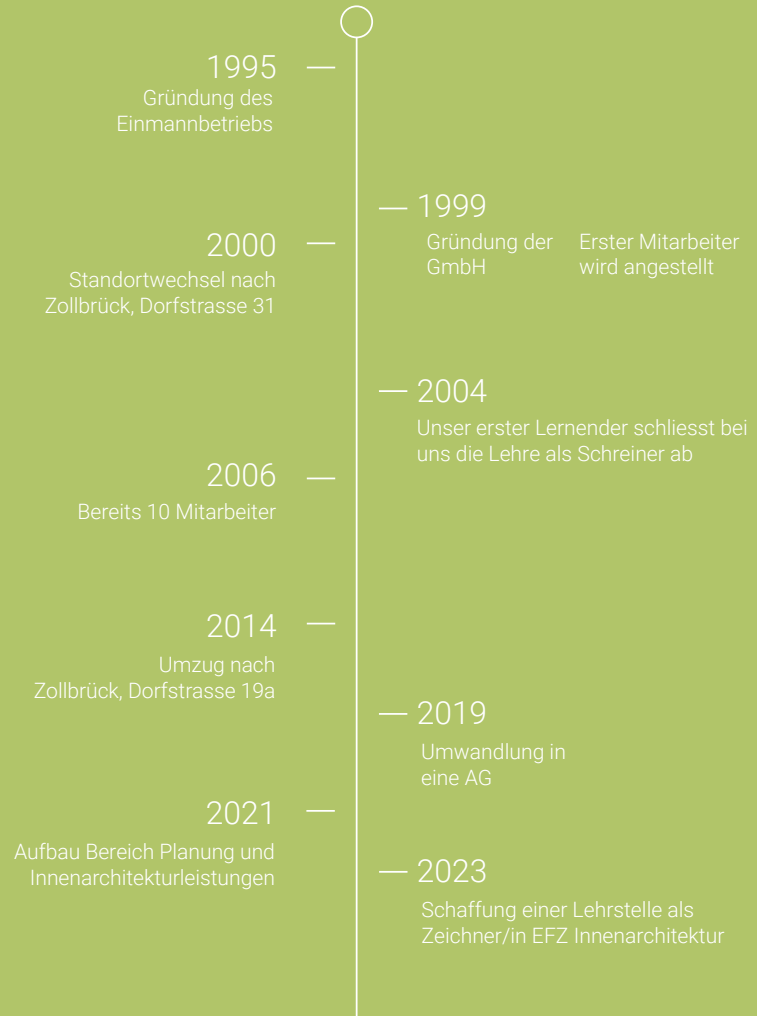 1995
Gründung des
Einmannbetriebs
1999
Gründung der
GmbH
Erster Mitarbeiter
wird angestellt
2000
Standortwechsel nach
Zollbrück, Dorfstrasse 31
2004
Unser erster Lernender schliesst bei
uns die Lehre als Schreiner ab
2006
Bereits 10 Mitarbeiter
2014
Umzug nach
Zollbrück, Dorfstrasse 19a
2019
Umwandlung in
eine AG
2021
Aufbau Bereich Planung und
Innenarchitekturleistungen
2023
Schaffung einer Lehrstelle als
Zeichner/in EFZ Innenarchitektur